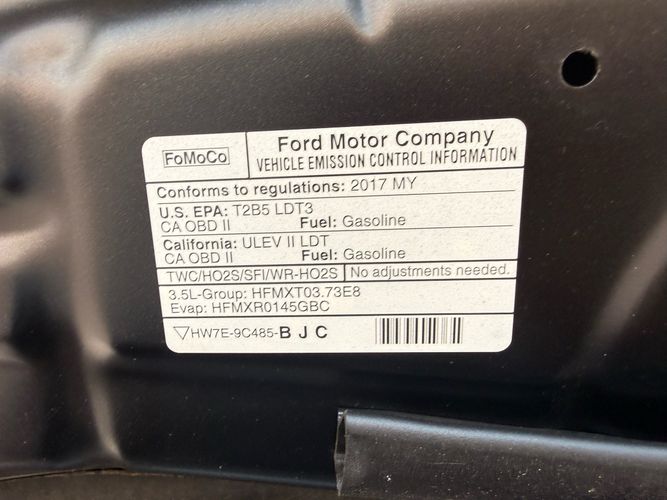 FoMoCo
Ford Motor Company
VEHICLE EMISSION CONTROL INFORMATION
Conforms to regulations: 2017 MY
U.S. EPA: T2B5 LDT3
CA OBD II Fuel: Gasoline
California: ULEV II LDT
CA OBD II Fuel: Gasoline
TWC/HO2S/SFI/WR-HO2S No adjustments needed.
3.5L-Group: HFMXT03.73E8
Evap: HFMXR0145GBC
HW7E-9C485-B J C